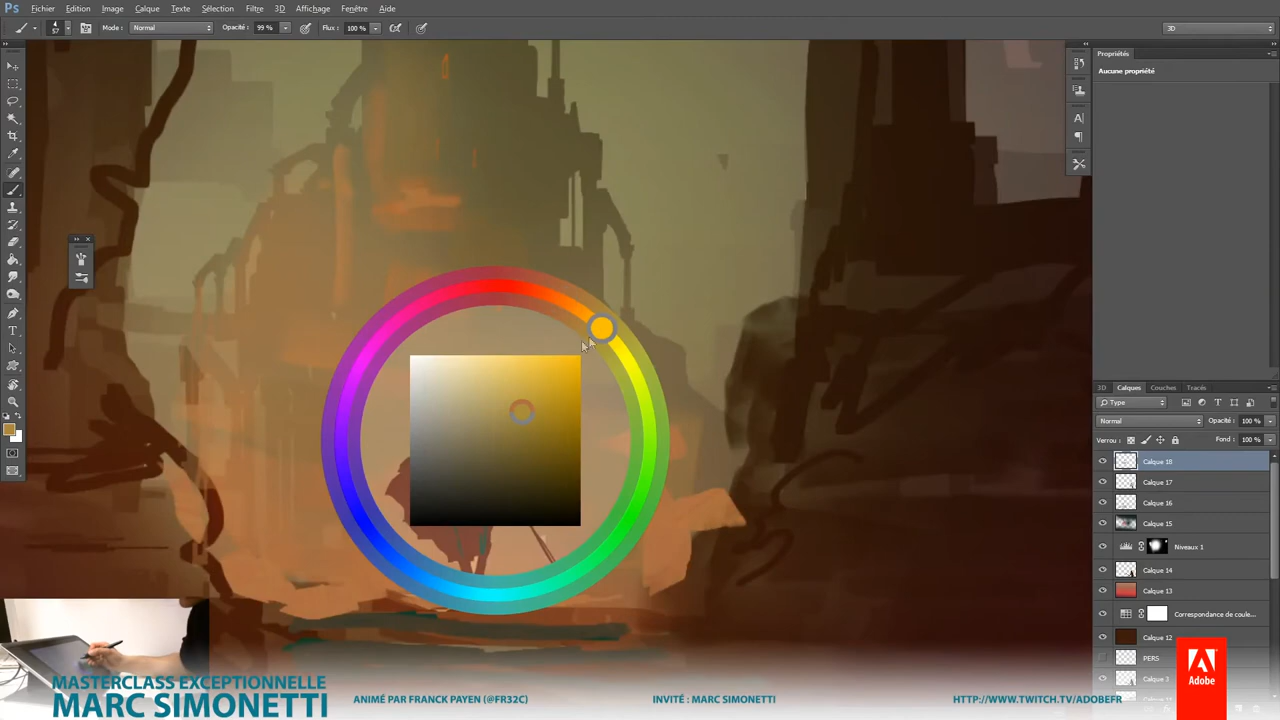 Ps Fichier Edition Image Calque Texte Sélection Filtre 3D Affichage Fenêtre Aide
57 Mode : Normal Opacité : 99 % Flux : 100 % 3D
Propriétés
Aucune propriété
3D Calques Couches Tracés
Type
Normal Opacité : 100 %
Verrou : Fond : 100 %
Calque 18
Calque 17
Calque 16
Calque 15
Niveaux 1
Calque 14
Calque 13
Correspondance de coule...
Calque 12
PERS
Calque 3
MASTERCLASS EXCEPTIONNELLE
MARC SIMONETTI
ANIMÉ PAR FRANCK PAYEN (@FR32C)
INVITÉ : MARC SIMONETTI
HTTP://WWW.TWITCH.TV/ADOBEFR
Adobe